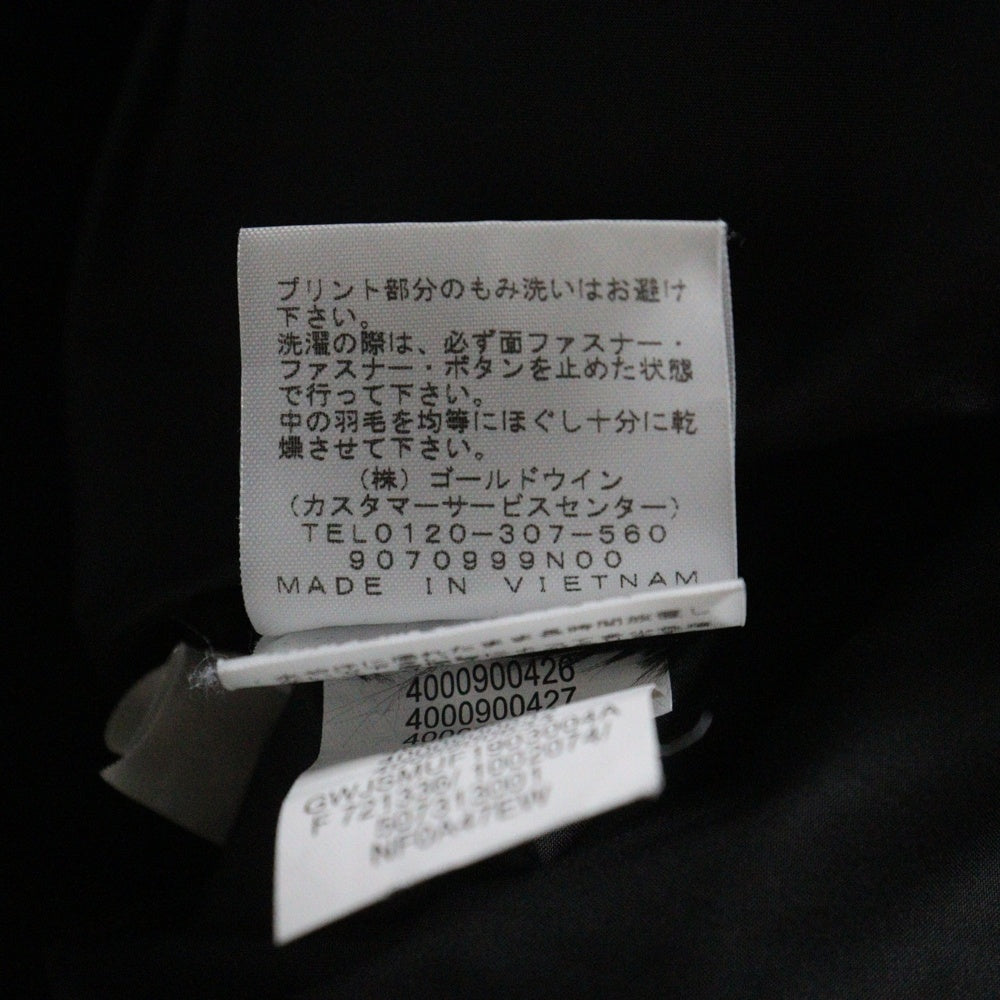 プリント部分のもみ洗いはお避け
下さい。
洗濯の際は、必ず面ファスナー・
ファスナー・ボタンを止めた状態
で行って下さい。
中の羽毛を均等にほぐし十分に乾
燥させて下さい。
(株) ゴールドウイン
(カスタマーサービスセンター)
TEL0120-307-560
9070999N00
MADE IN VIETNAM
4000900426
4000900427
GWJSMUF1903004A
F 721336/ 1002074/
507313001
NF0A47EW/